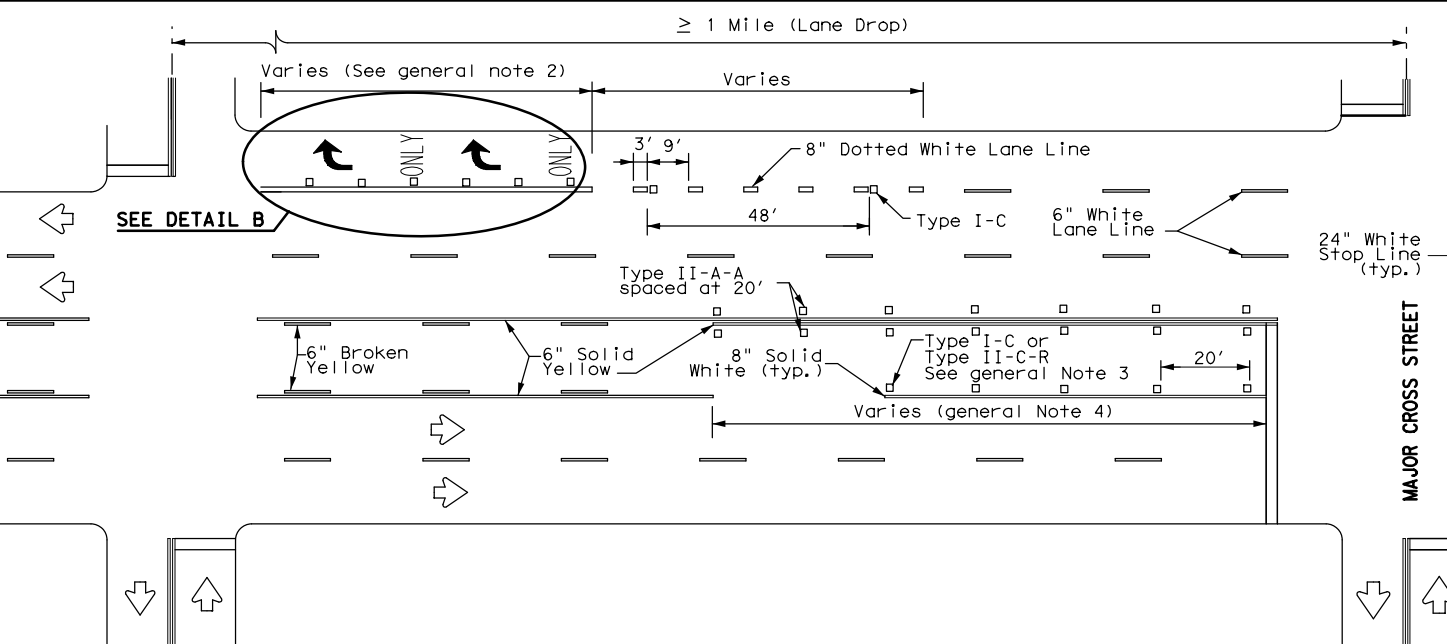 ≥ 1 Mile (Lane Drop)
Varies (See general note 2)
Varies
ONLY
ONLY
3'
9'
8" Dotted White Lane Line
SEE DETAIL B
48'
Type I-C
6" White
Lane Line
24" White
Stop Line
(typ.)
Type II-A-A
spaced at 20'
6" Broken
Yellow
6" Solid
Yellow
8" Solid
White (typ.)
Type I-C or
Type II-C-R
See general Note 3
20'
Varies (general Note 4)
MAJOR CROSS STREET